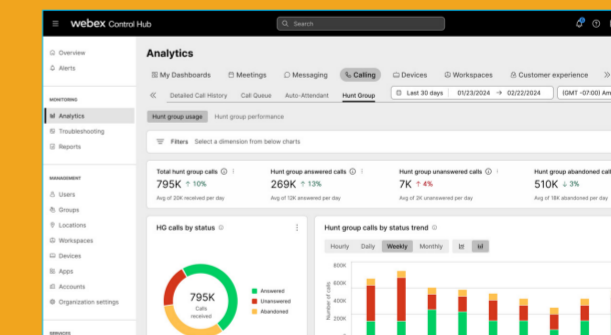 webex Control Hub
Search
Overview
Alerts
MONITORING
Analytics
Troubleshooting
Reports
MANAGEMENT
Users
Groups
Locations
Workspaces
Devices
Apps
Accounts
Organization settings
SERVICES
Analytics
My Dashboards Meetings Messaging Calling Devices Workspaces Customer experience
Detailed Call History Call Queue Auto-Attendant Hunt Group Last 30 days 01/23/2024 → 02/22/2024 (GMT -07:00) Am
Hunt group usage Hunt group performance
Filters Select a dimension from below charts
Total hunt group calls Hunt group answered calls Hunt group unanswered calls Hunt group abandoned call
795K ↑ 10% 269K ↑ 13% 7K ↑ 4% 510K ↓ 3%
Avg of 20K received per day Avg of 12K answered per day Avg of 2K unanswered per day Avg of 18K abandoned per day
HG calls by status
795K
Calls
received
Answered
Unanswered
Abandoned
Hunt group calls by status trend
Hourly Daily Weekly Monthly
Number of calls
800K
600K
400K
200K